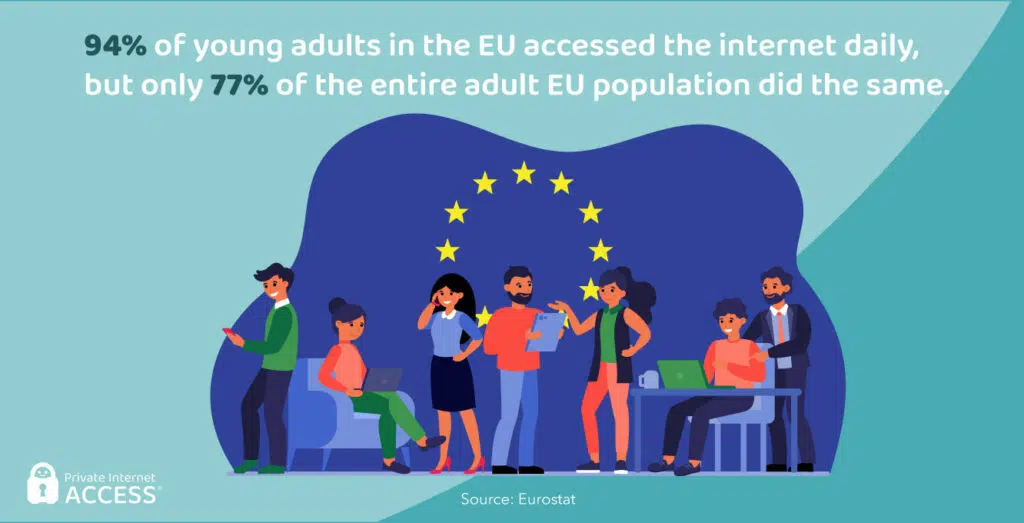 94% of young adults in the EU accessed the internet daily,
but only 77% of the entire adult EU population did the same.
Private Internet
ACCESS®
Source: Eurostat